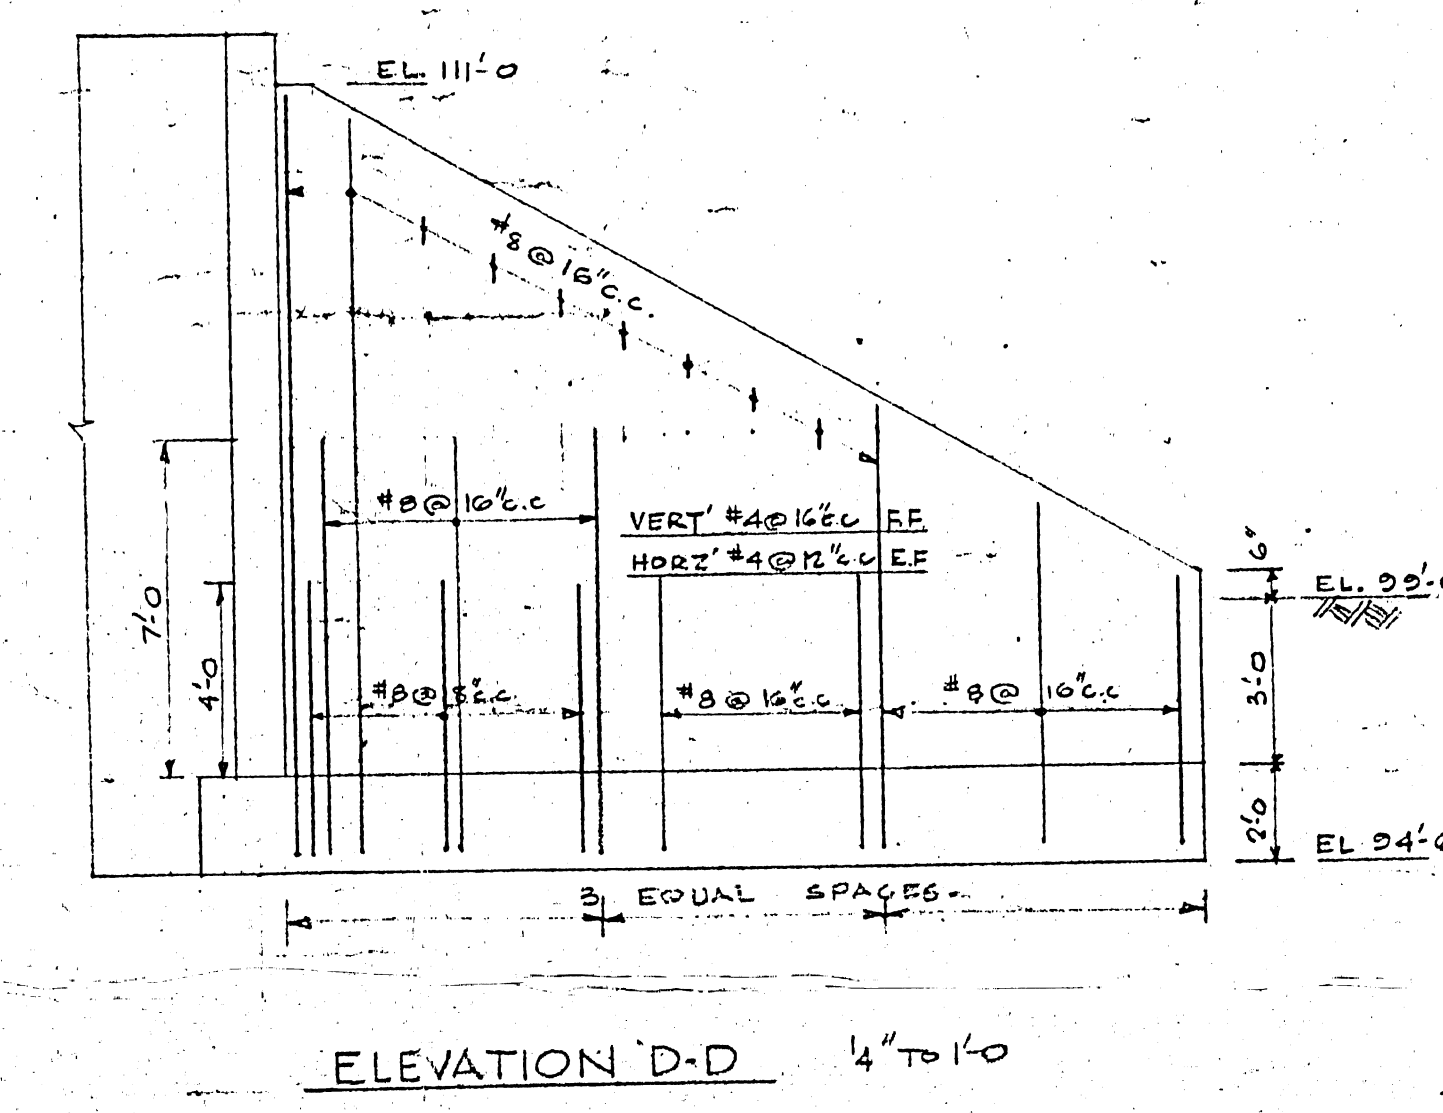 EL. 111'-0
#8 @ 16" c.c.
#8 @ 16" c.c
VERT' #4 @ 16" c.c F.F.
HORZ' #4 @ 12" c.c E.F
6"
EL. 99'-
7'-0
4'-0
#8 @ 8" c.c.
#8 @ 16" c.c
#8 @ 16" c.c
3'-0
2'-0
EL 94'-
3 EQUAL SPACES.
ELEVATION D-D
1/4" TO 1'-0